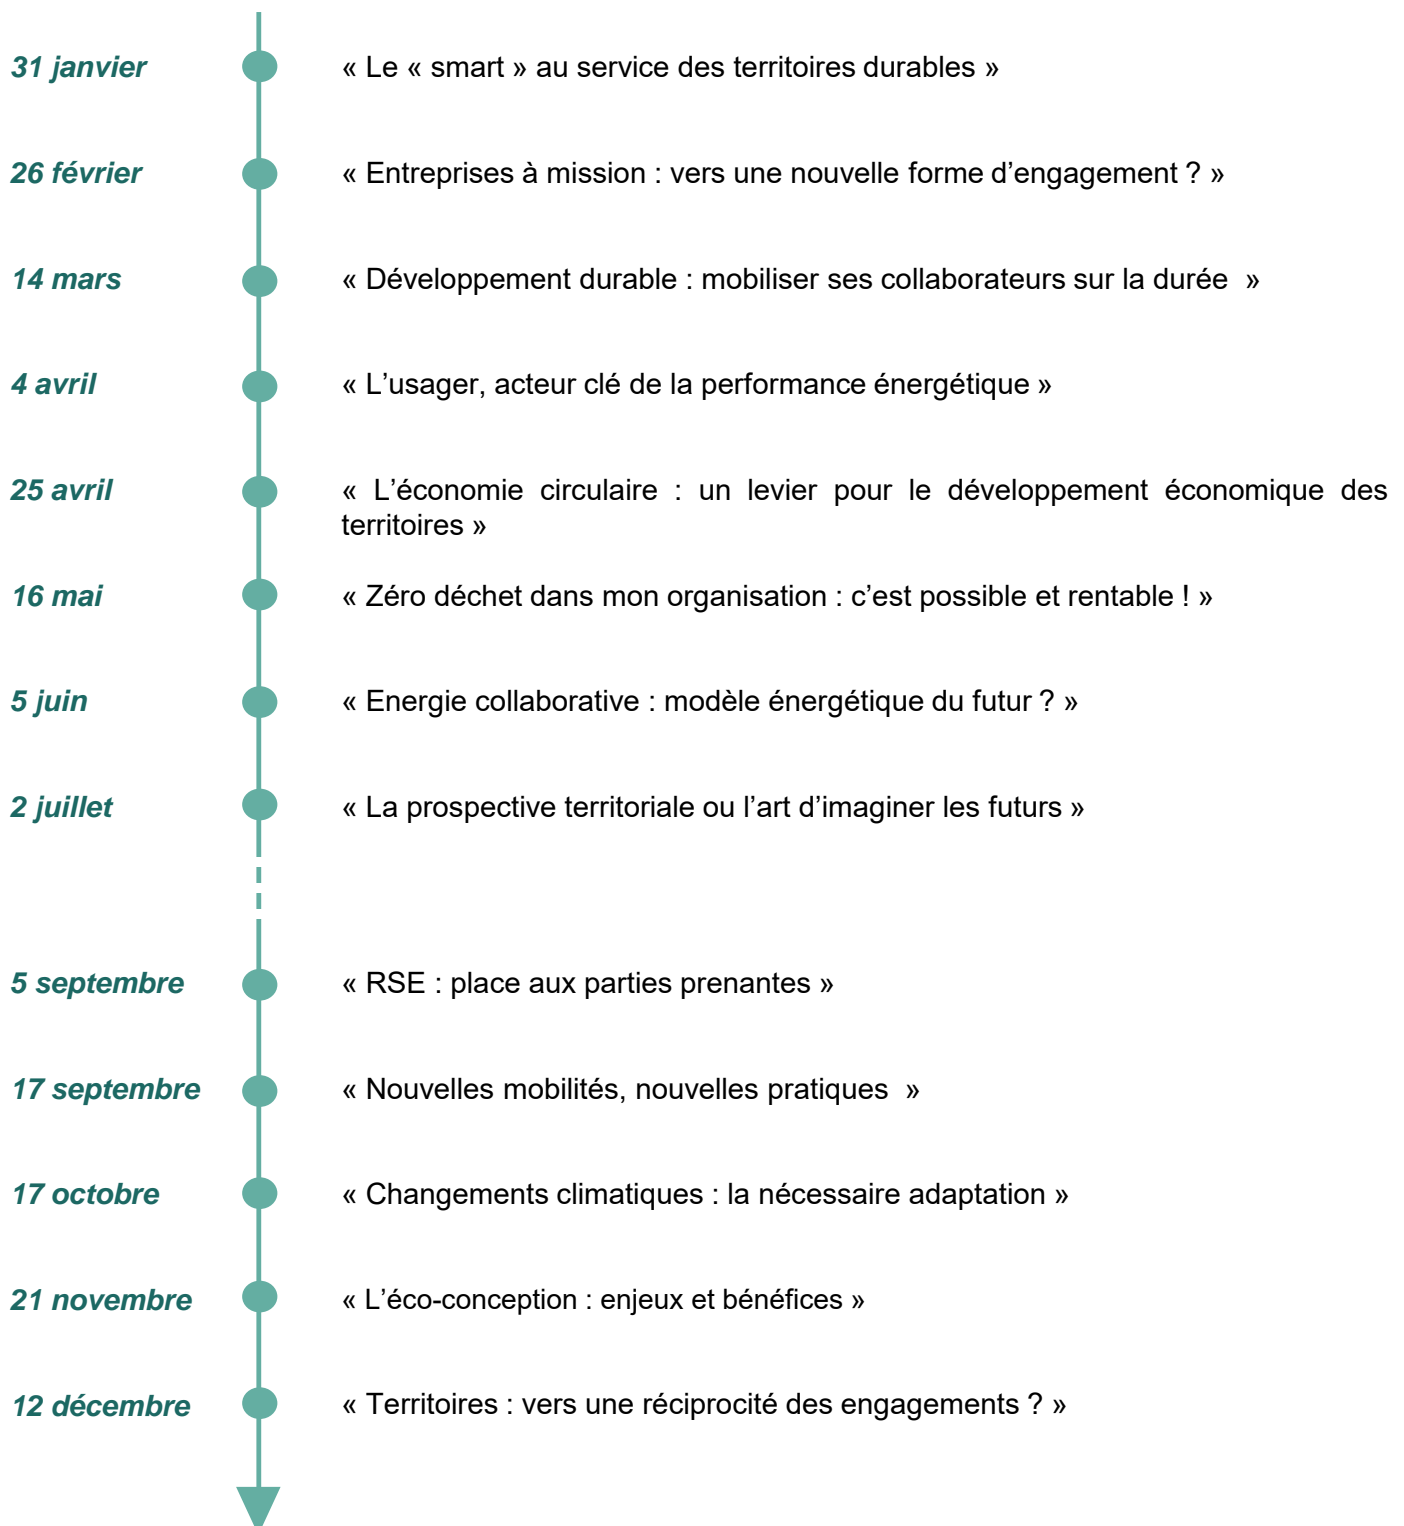 31 janvier « Le « smart » au service des territoires durables »
26 février « Entreprises à mission : vers une nouvelle forme d’engagement ? »
14 mars « Développement durable : mobiliser ses collaborateurs sur la durée »
4 avril « L’usager, acteur clé de la performance énergétique »
25 avril « L’économie circulaire : un levier pour le développement économique des
territoires »
16 mai « Zéro déchet dans mon organisation : c’est possible et rentable ! »
5 juin « Energie collaborative : modèle énergétique du futur ? »
2 juillet « La prospective territoriale ou l’art d’imaginer les futurs »
5 septembre « RSE : place aux parties prenantes »
17 septembre « Nouvelles mobilités, nouvelles pratiques »
17 octobre « Changements climatiques : la nécessaire adaptation »
21 novembre « L’éco-conception : enjeux et bénéfices »
12 décembre « Territoires : vers une réciprocité des engagements ? »